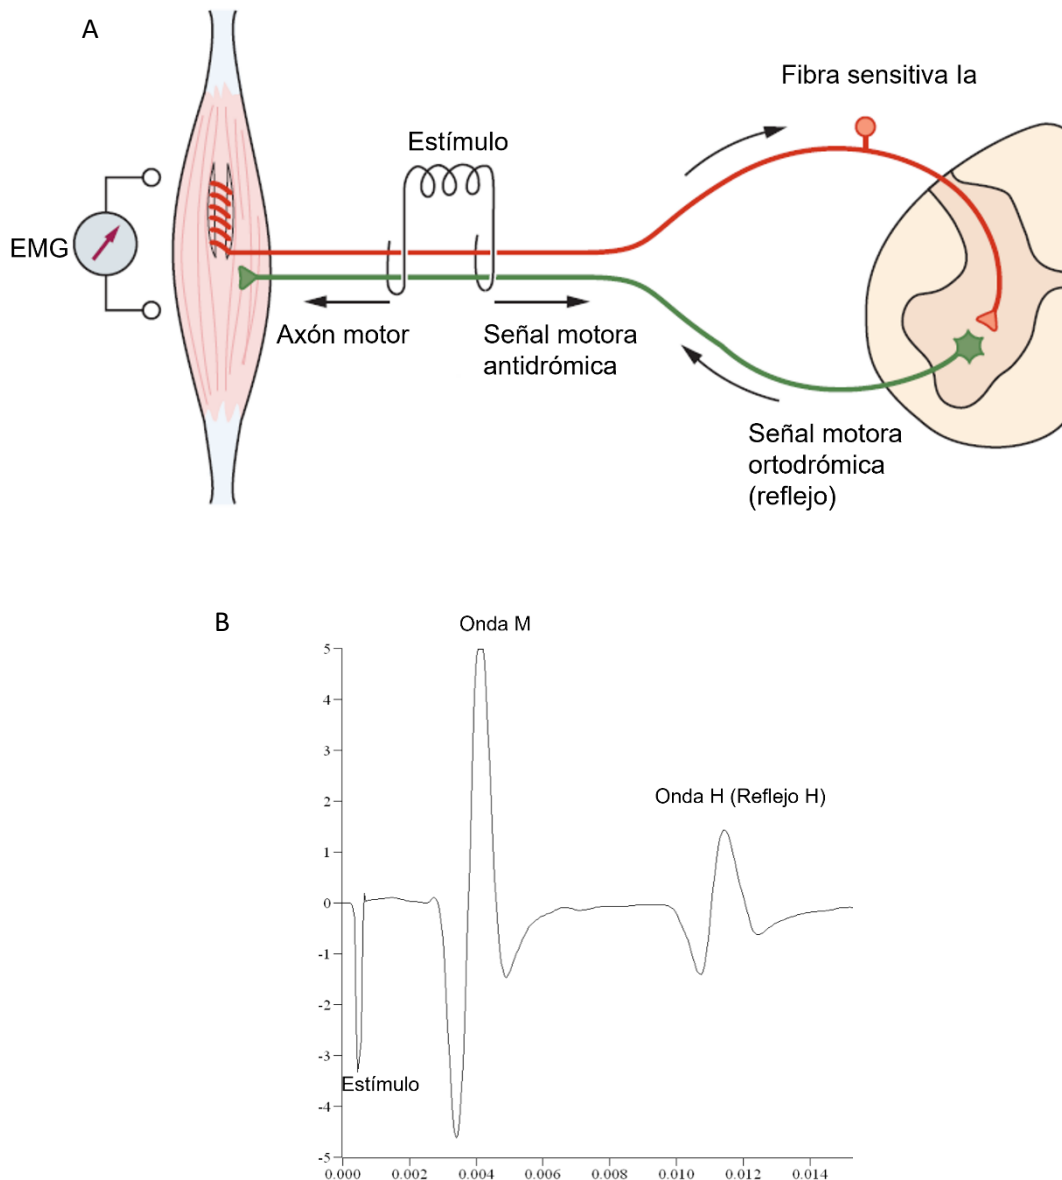 A
Fibra sensitiva Ia
Estímulo
EMG
Axón motor
Señal motora
antidrómica
Señal motora
ortodrómica
(reflejo)
B
Onda M
Onda H (Reflejo H)
Estímulo
5
4
3
2
1
0
-1
-2
-3
-4
-5
0.000 0.002 0.004 0.006 0.008 0.010 0.012 0.014